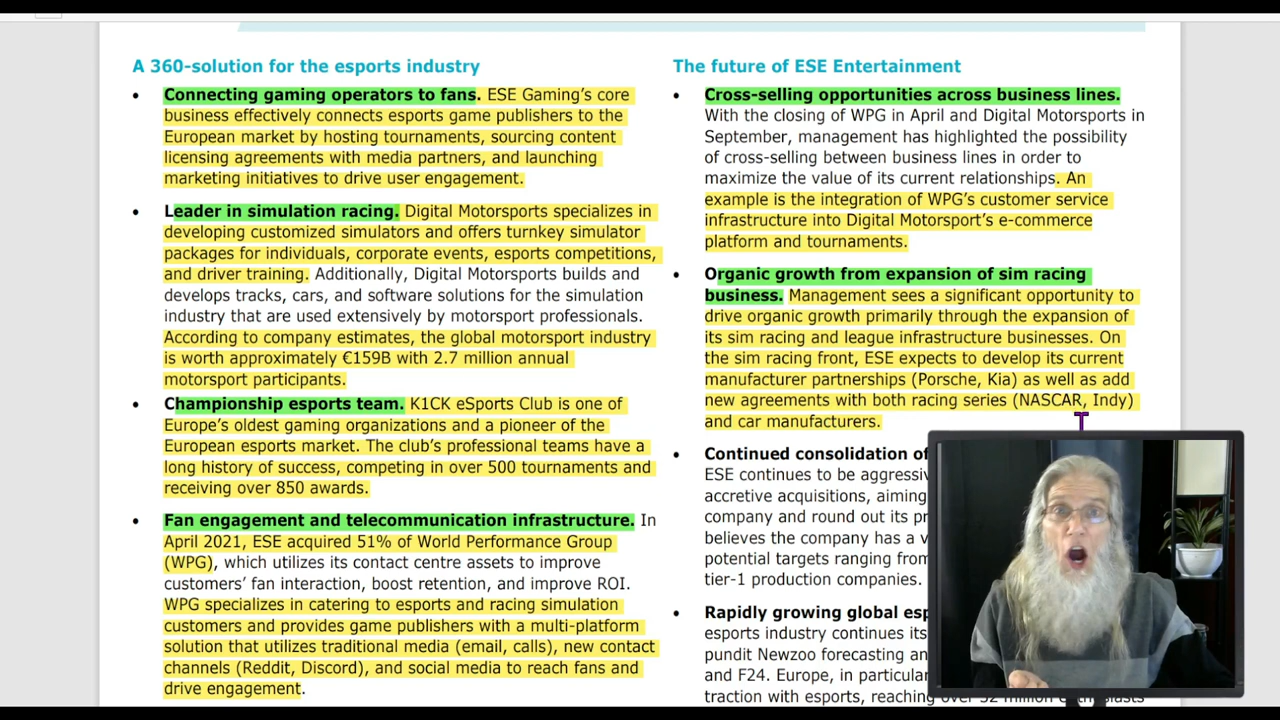 A 360-solution for the esports industry
• Connecting gaming operators to fans. ESE Gaming's core
business effectively connects esports game publishers to the
European market by hosting tournaments, sourcing content
licensing agreements with media partners, and launching
marketing initiatives to drive user engagement.
• Leader in simulation racing. Digital Motorsports specializes in
developing customized simulators and offers turnkey simulator
packages for individuals, corporate events, esports competitions,
and driver training. Additionally, Digital Motorsports builds and
develops tracks, cars, and software solutions for the simulation
industry that are used extensively by motorsport professionals.
According to company estimates, the global motorsport industry
is worth approximately €159B with 2.7 million annual
motorsport participants.
• Championship esports team. K1CK eSports Club is one of
Europe's oldest gaming organizations and a pioneer of the
European esports market. The club's professional teams have a
long history of success, competing in over 500 tournaments and
receiving over 850 awards.
• Fan engagement and telecommunication infrastructure. In
April 2021, ESE acquired 51% of World Performance Group
(WPG), which utilizes its contact centre assets to improve
customers' fan interaction, boost retention, and improve ROI.
WPG specializes in catering to esports and racing simulation
customers and provides game publishers with a multi-platform
solution that utilizes traditional media (email, calls), new contact
channels (Reddit, Discord), and social media to reach fans and
drive engagement.
The future of ESE Entertainment
• Cross-selling opportunities across business lines.
With the closing of WPG in April and Digital Motorsports in
September, management has highlighted the possibility
of cross-selling between business lines in order to
maximize the value of its current relationships. An
example is the integration of WPG's customer service
infrastructure into Digital Motorsport's e-commerce
platform and tournaments.
• Organic growth from expansion of sim racing
business. Management sees a significant opportunity to
drive organic growth primarily through the expansion of
its sim racing and league infrastructure businesses. On
the sim racing front, ESE expects to develop its current
manufacturer partnerships (Porsche, Kia) as well as add
new agreements with both racing series (NASCAR, Indy)
and car manufacturers.
• Continued consolidation of
ESE continues to be aggressiv
accretive acquisitions, aiming
company and round out its pr
believes the company has a v
potential targets ranging from
tier-1 production companies.
• Rapidly growing global esp
esports industry continues its
pundit Newzoo forecasting an
and F24. Europe, in particular
traction with esports, reaching over 52 million